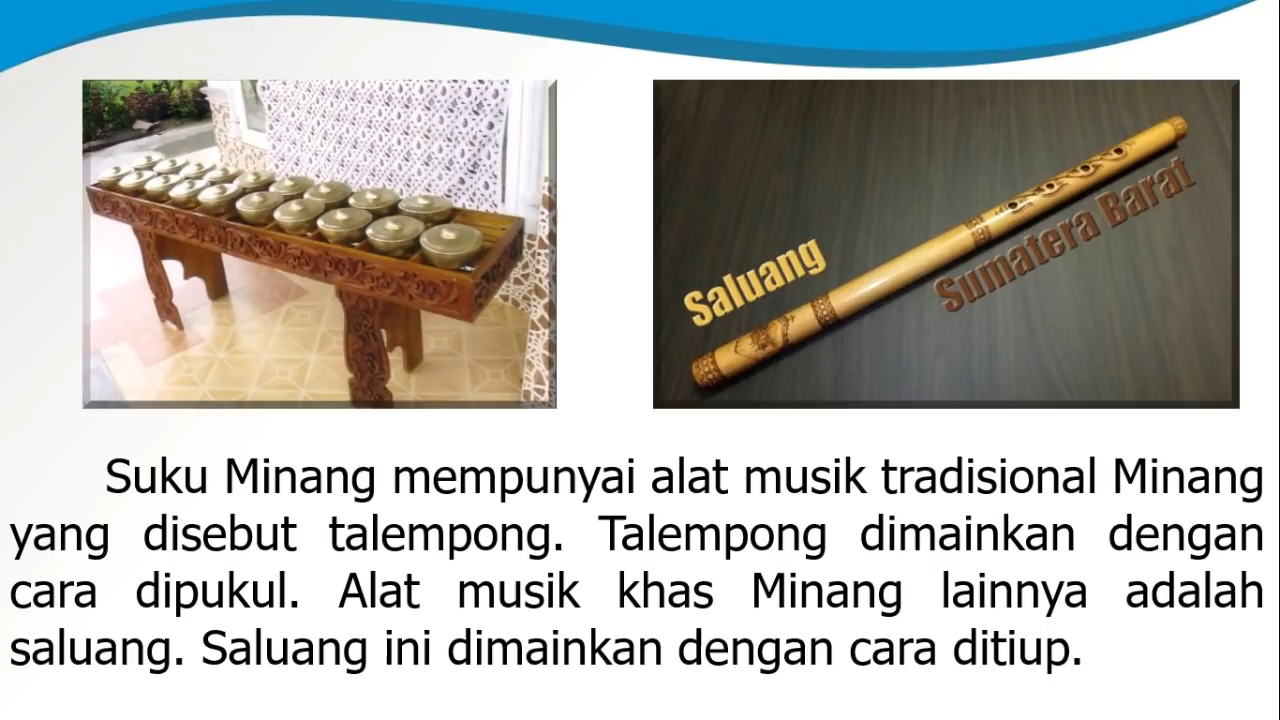 Saluang
Sumatera Barat
Suku Minang mempunyai alat musik tradisional Minang
yang disebut talempong. Talempong dimainkan dengan
cara dipukul. Alat musik khas Minang lainnya adalah
saluang. Saluang ini dimainkan dengan cara ditiup.